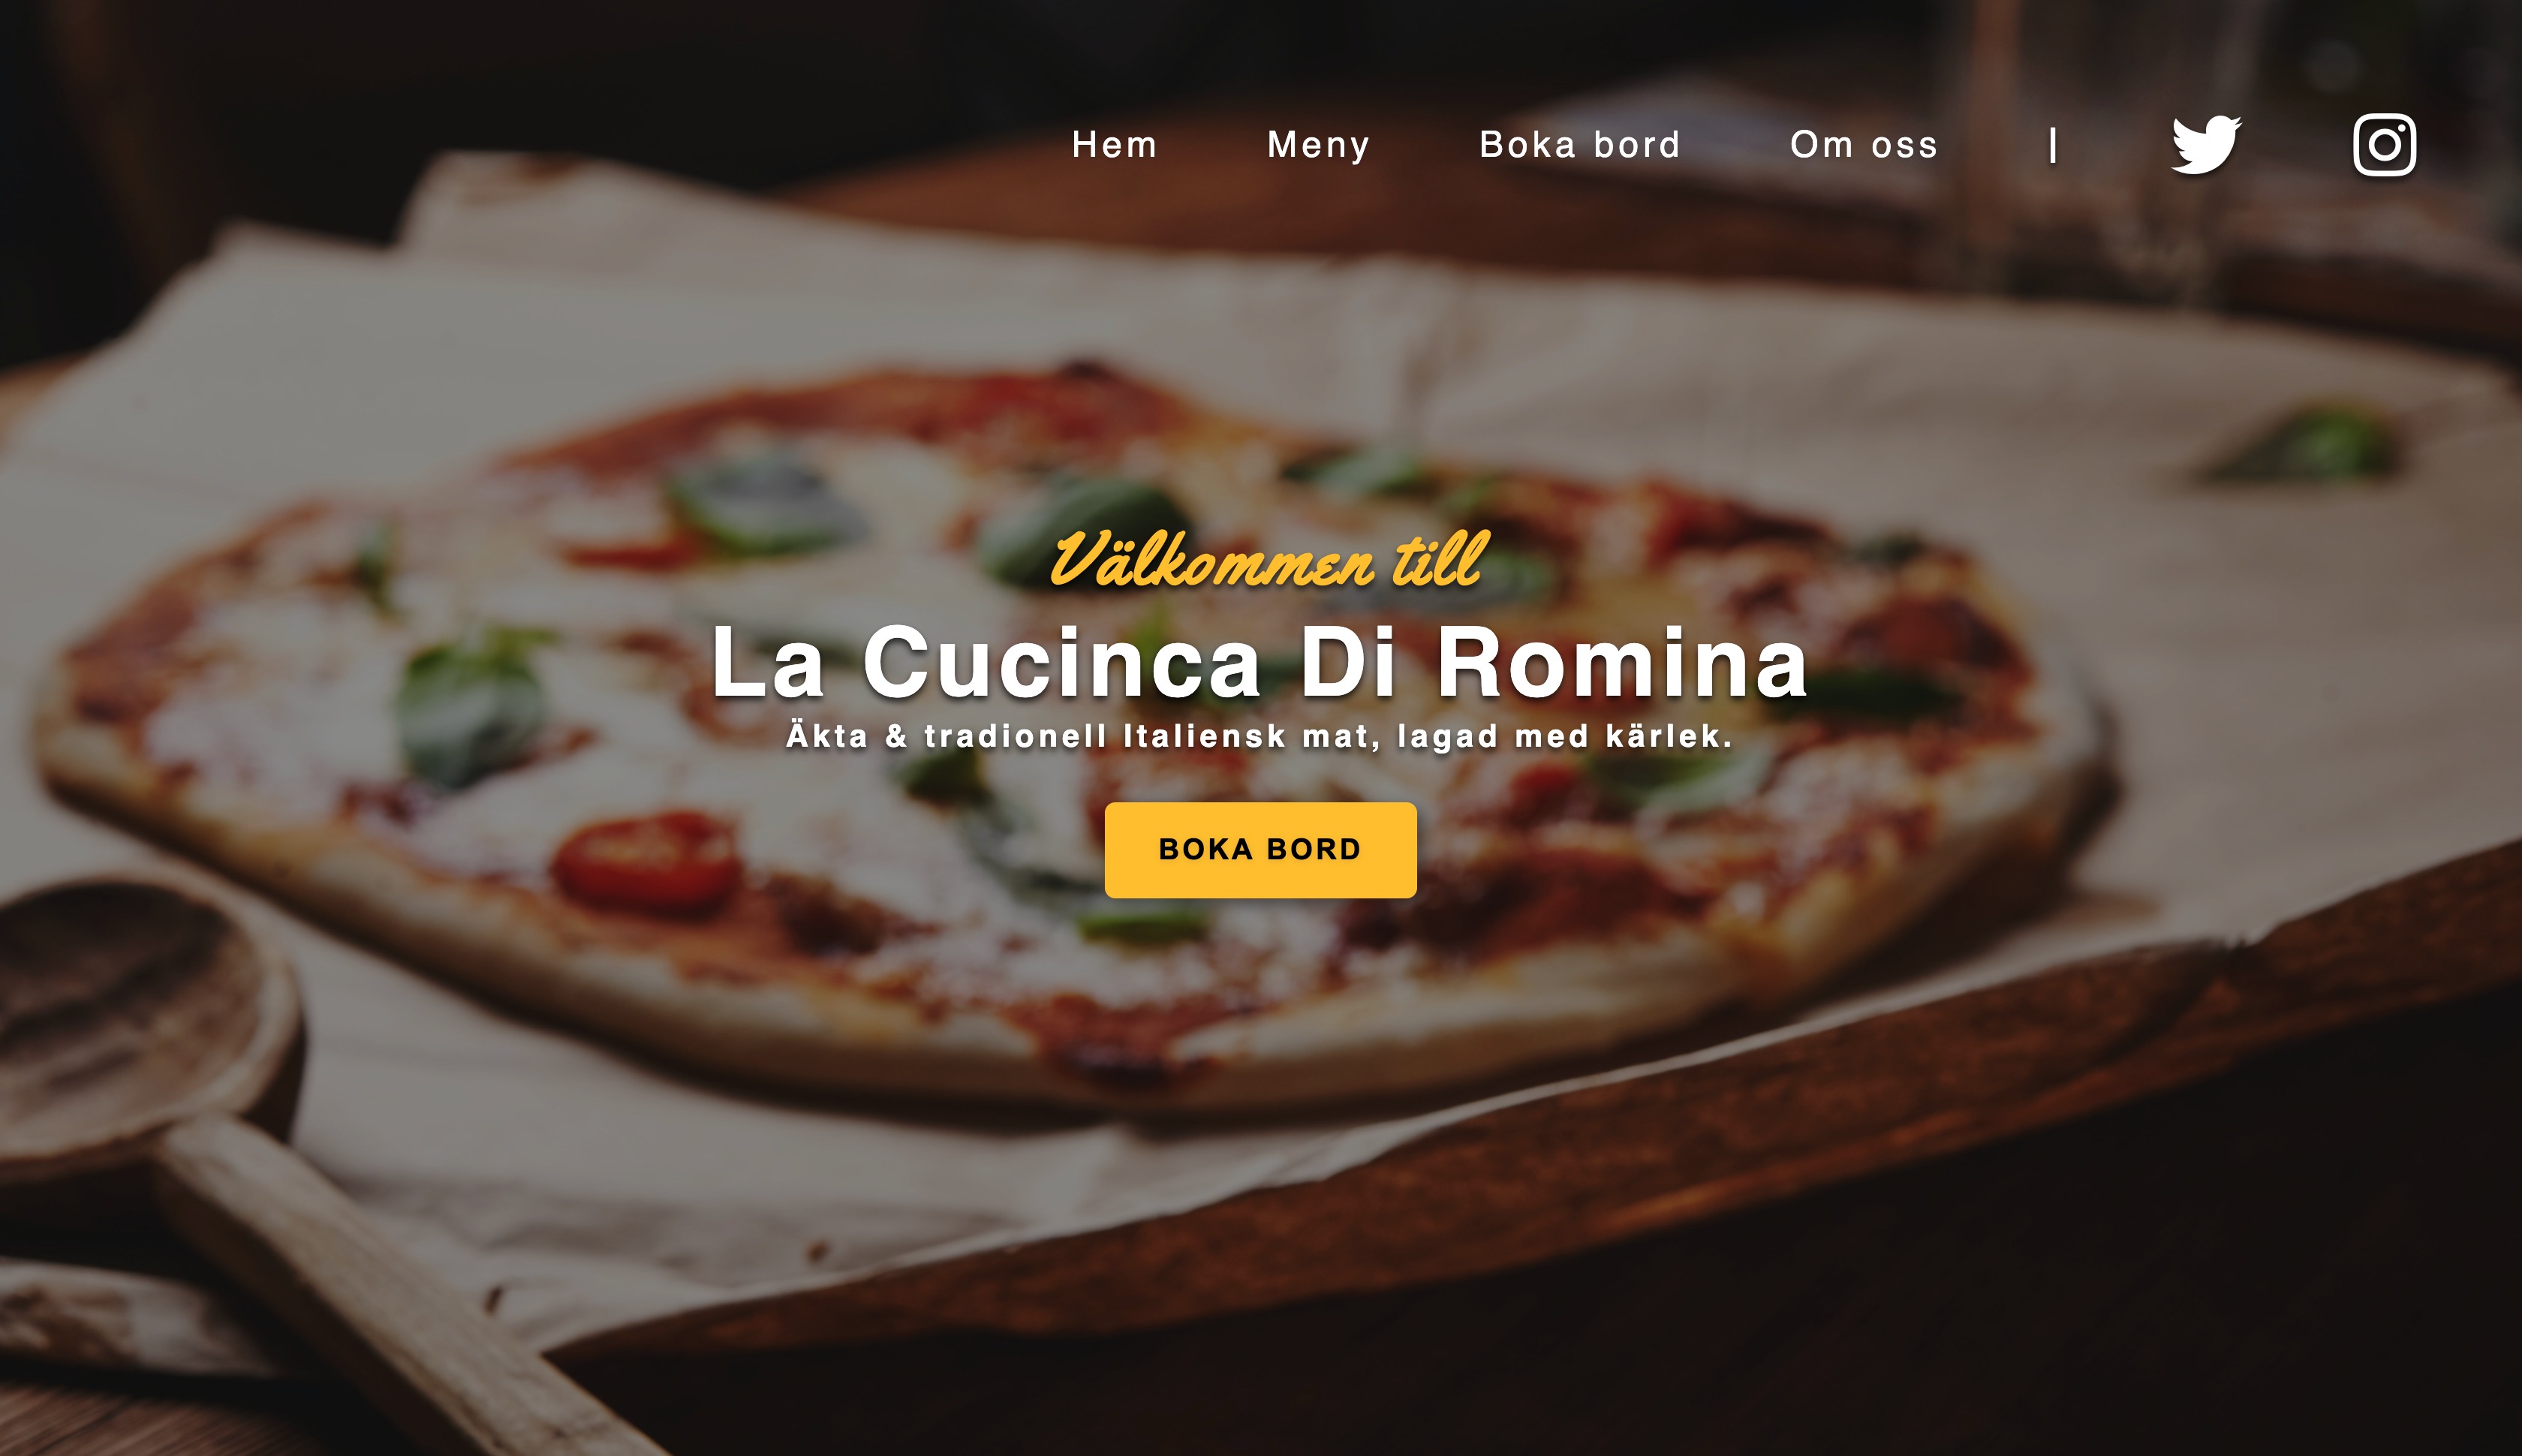 Hem Meny Boka bord Om oss |
Välkommen till
La Cucinca Di Romina
Äkta & tradionell Italiensk mat, lagad med kärlek.
BOKA BORD